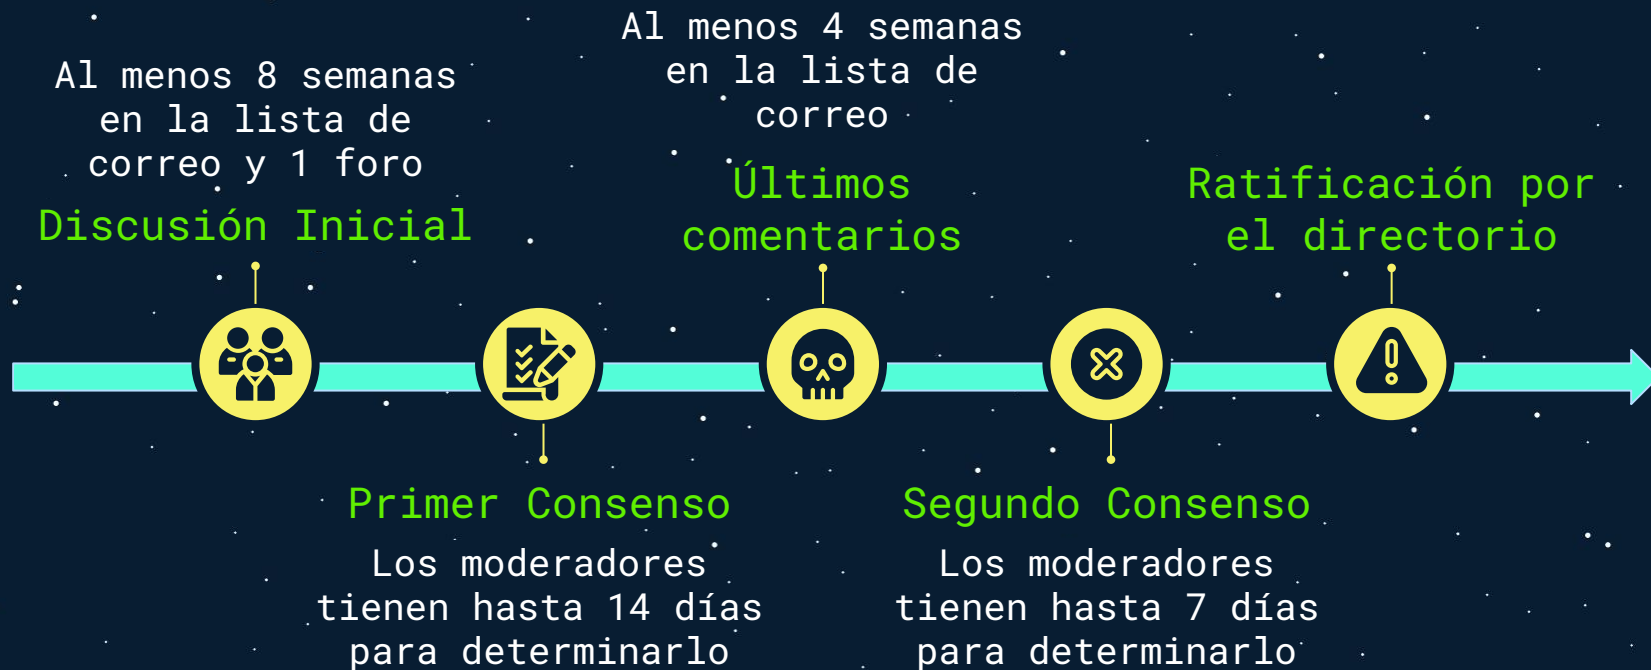 Al menos 8 semanas
en la lista de
correo y 1 foro
Discusión Inicial
Primer Consenso
Los moderadores
tienen hasta 14 días
para determinarlo
Al menos 4 semanas
en la lista de
correo
Últimos
comentarios
Segundo Consenso
Los moderadores
tienen hasta 7 días
para determinarlo
Ratificación por
el directorio